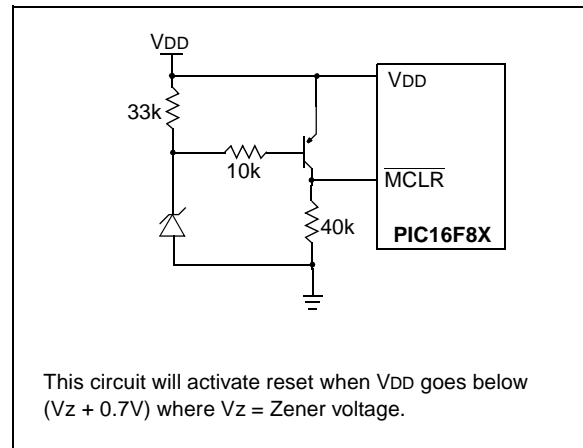 VDD
VDD
33k
10k
MCLR
40k
PIC16F8X
This circuit will activate reset when VDD goes below
(Vz + 0.7V) where Vz = Zener voltage.